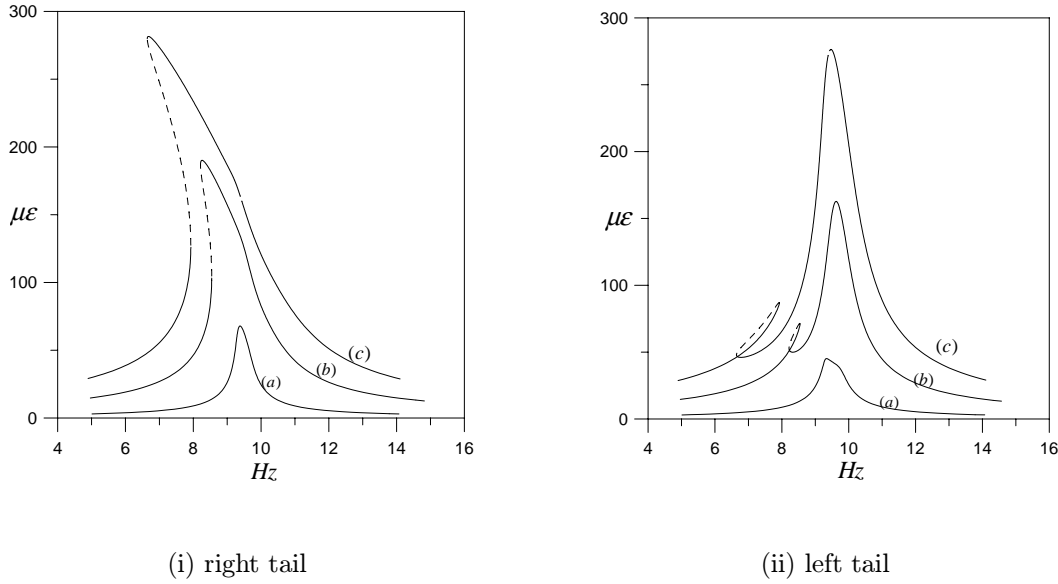 300
200
με
100
0
(c)
(b)
(a)
4 6 8 10 12 14 16
Hz
(i) right tail
300
200
με
100
0
(c)
(b)
(a)
4 6 8 10 12 14 16
Hz
(ii) left tail